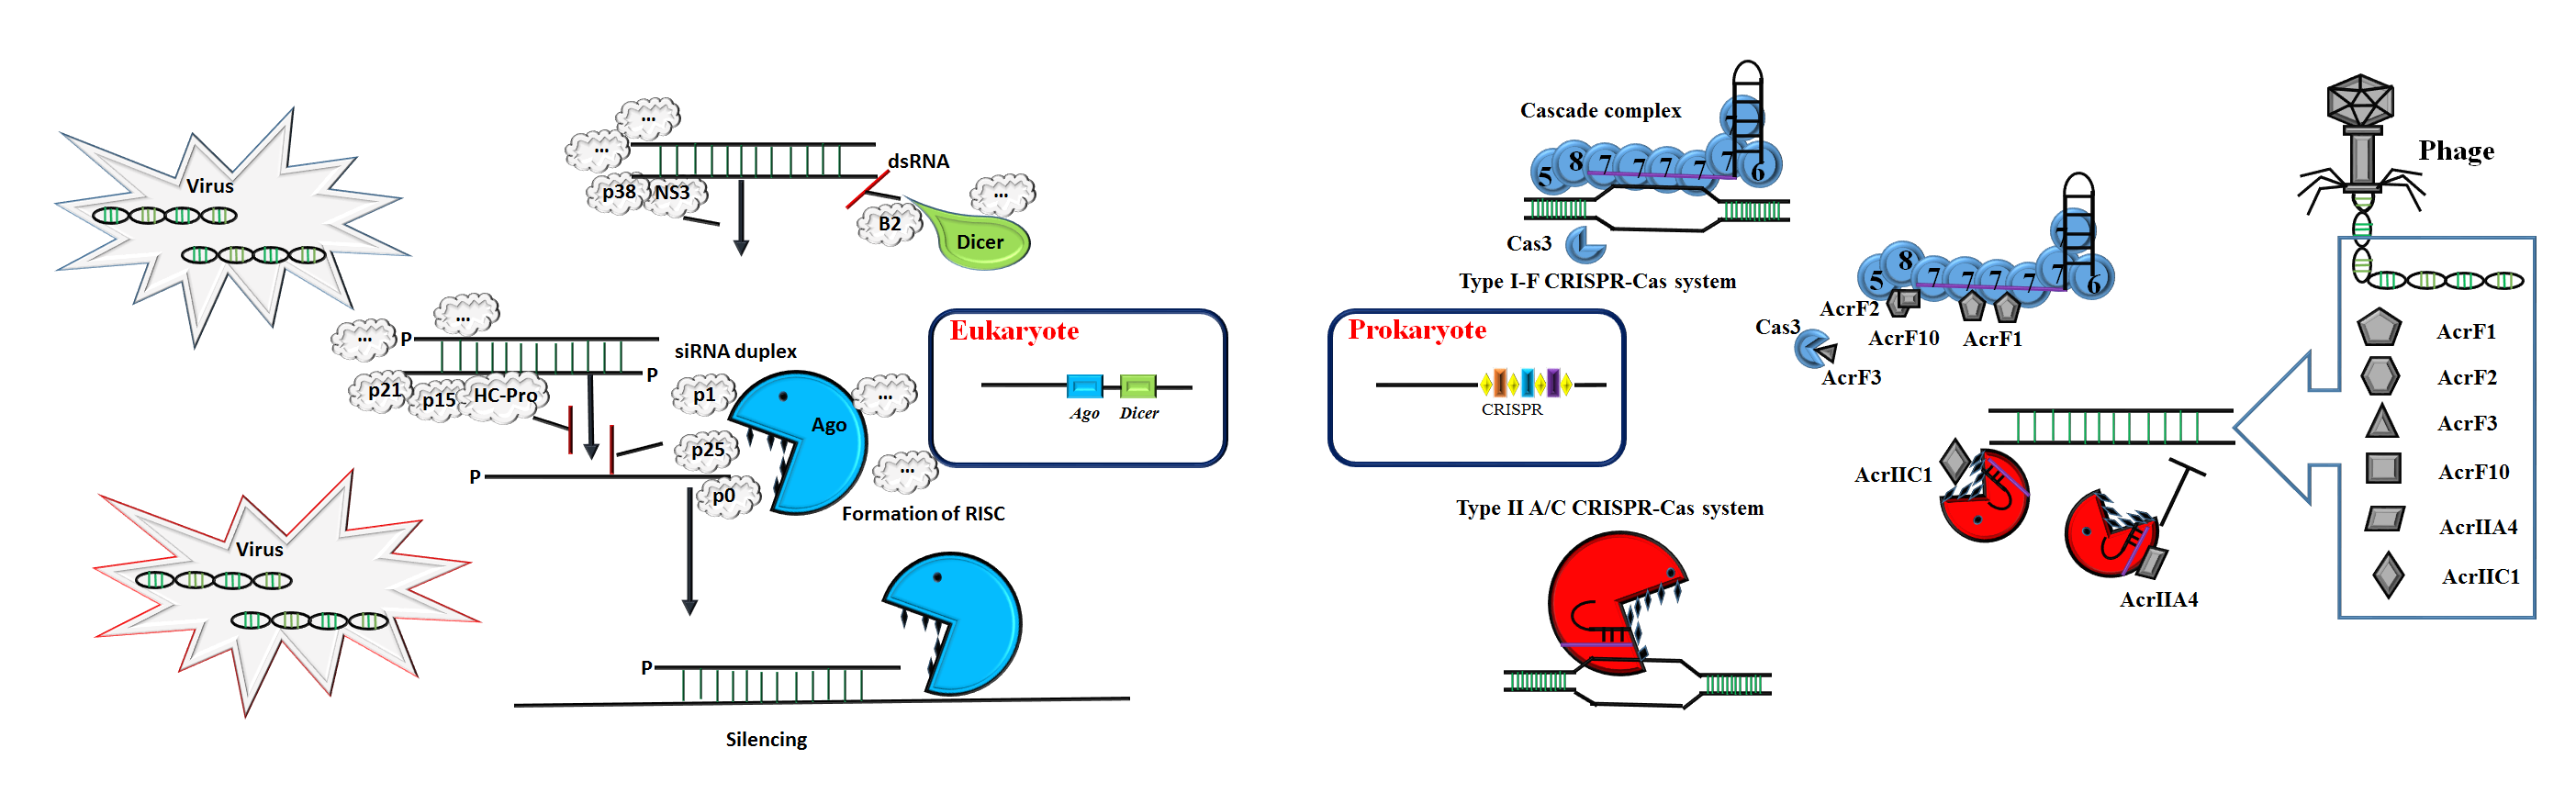 Virus
...
...
dsRNA
p38
NS3
B2
...
Dicer
...
...
P
siRNA duplex
P
p21
p15
HC-Pro
p1
...
Ago
p25
...
P
p0
Formation of RISC
Virus
P
Silencing
Eukaryote
Ago
Dicer
Prokaryote
CRISPR
Cascade complex
7
5
8
7
7
7
7
7
6
Cas3
Type I-F CRISPR-Cas system
7
5
8
7
7
7
7
7
6
AcrF2
AcrF10
AcrF1
Cas3
AcrF3
Type II A/C CRISPR-Cas system
AcrIIC1
AcrIIA4
Phage
AcrF1
AcrF2
AcrF3
AcrF10
AcrIIA4
AcrIIC1